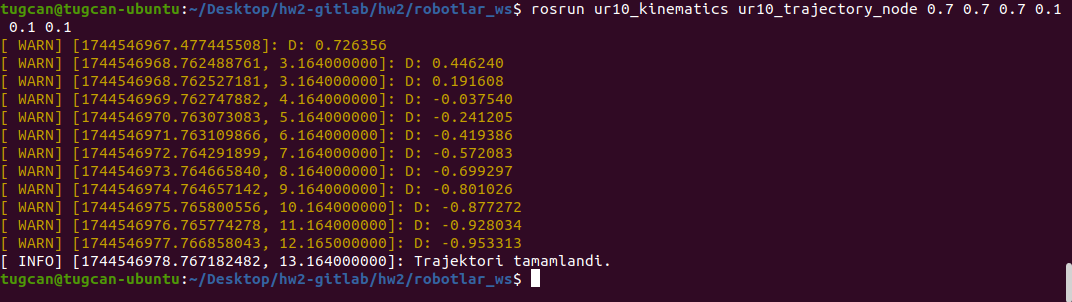 tugcan@tugcan-ubuntu:~/Desktop/hw2-gitlab/hw2/robotlar_ws$ rosrun ur10_kinematics ur10_trajectory_node 0.7 0.7 0.7 0.1
 0.1 0.1
[ WARN] [1744546967.477445508]: D: 0.726356
[ WARN] [1744546968.762488761, 3.164000000]: D: 0.446240
[ WARN] [1744546968.762527181, 3.164000000]: D: 0.191608
[ WARN] [1744546969.762747882, 4.164000000]: D: -0.037540
[ WARN] [1744546970.763073083, 5.164000000]: D: -0.241205
[ WARN] [1744546971.763109866, 6.164000000]: D: -0.419386
[ WARN] [1744546972.764291899, 7.164000000]: D: -0.572083
[ WARN] [1744546973.764665840, 8.164000000]: D: -0.699297
[ WARN] [1744546974.764657142, 9.164000000]: D: -0.801026
[ WARN] [1744546975.765800556, 10.164000000]: D: -0.877272
[ WARN] [1744546976.765774278, 11.164000000]: D: -0.928034
[ WARN] [1744546977.766858043, 12.165000000]: D: -0.953313
[ INFO] [1744546978.767182482, 13.164000000]: Trajektori tamamlandi.
tugcan@tugcan-ubuntu:~/Desktop/hw2-gitlab/hw2/robotlar_ws$